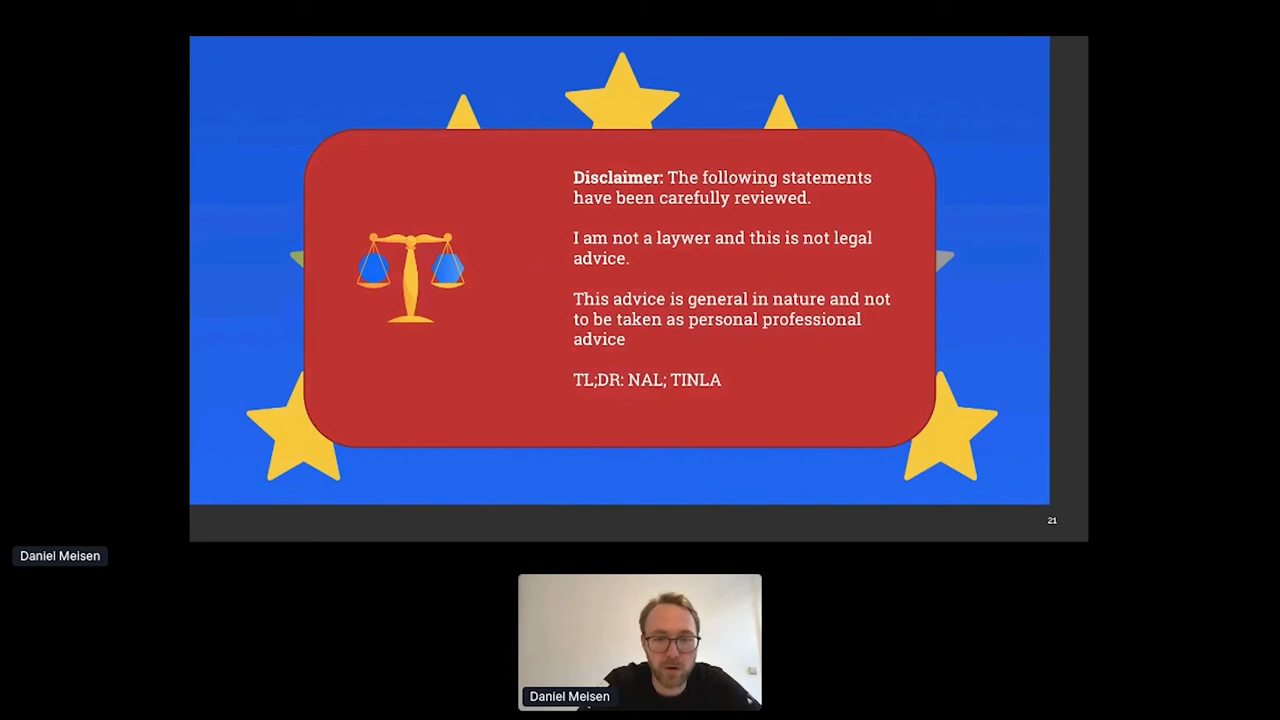 Disclaimer: The following statements
have been carefully reviewed.
I am not a laywer and this is not legal
advice.
This advice is general in nature and not
to be taken as personal professional
advice
TL;DR: NAL; TINLA
21
Daniel Meisen
Daniel Meisen